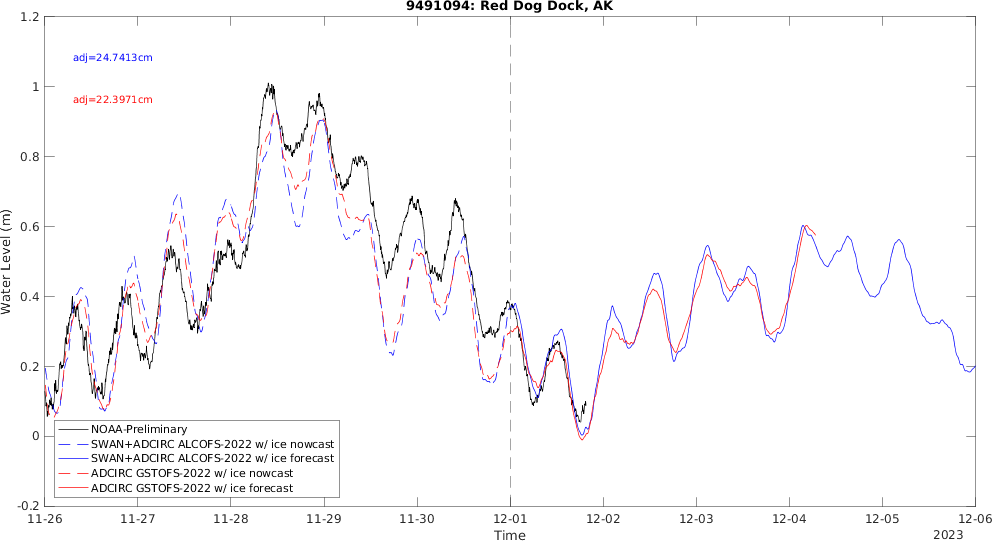 9491094: Red Dog Dock, AK
adj=24.7413cm
adj=22.3971cm
Water Level (m)
1.2
1
0.8
0.6
0.4
0.2
0
-0.2
NOAA-Preliminary
SWAN+ADCIRC ALCOFS-2022 w/ ice nowcast
SWAN+ADCIRC ALCOFS-2022 w/ ice forecast
ADCIRC GSTOFS-2022 w/ ice nowcast
ADCIRC GSTOFS-2022 w/ ice forecast
11-26 11-27 11-28 11-29 11-30 12-01 12-02 12-03 12-04 12-05 12-06
Time
2023